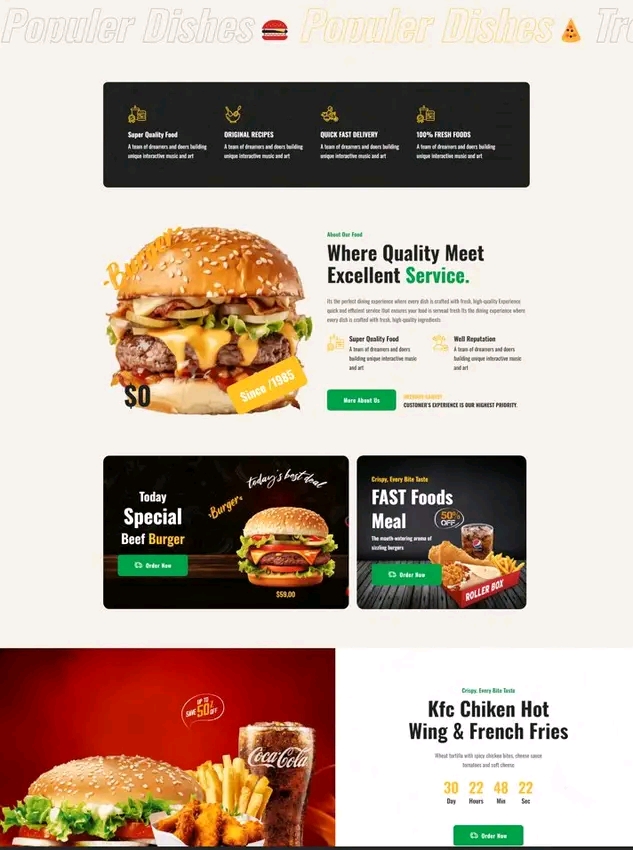 Populer Dishes Populer Dishes Tre
Super Quality Food
A team of dreamers and doers building
unique interactive music and art
ORIGINAL RECIPES
A team of dreamers and doers building
unique interactive music and art
QUICK FAST DELIVERY
A team of dreamers and doers building
unique interactive music and art
100% FRESH FOODS
A team of dreamers and doers building
unique interactive music and art
Burger
$0
Since /1985
About Our Food
Where Quality Meet
Excellent Service.
Its the perfect dining experience where every dish is crafted with fresh, high-quality Experience
quick and efficient service that ensures your food is servead fresh Its the dining experience where
every dish is crafted with fresh, high-quality ingredients
Super Quality Food
A team of dreamers and doers
building unique interactive music
and art
Well Reputation
A team of dreamers and doers
building unique interactive music
and art
More About Us
CUSTOMER'S EXPERIENCE IS OUR HIGHEST PRIORITY.
Today
Special
Beef Burger
Order Now
today's best deal
Burger
$59,00
Crispy, Every Bite Taste
FAST Foods
Meal
The mouth-watering aroma of
sizzling burgers
50%
OFF
Order Now
ROLLER BOX
UP TO
SAVE 50% OFF
Coca-Cola
Crispy, Every Bite Taste
Kfc Chiken Hot
Wing & French Fries
Wheat tortilla with spicy chicken bites, cheese sauce
tomatoes and soft cheese
30 22 48 22
Day Hours Min Sec
Order Now